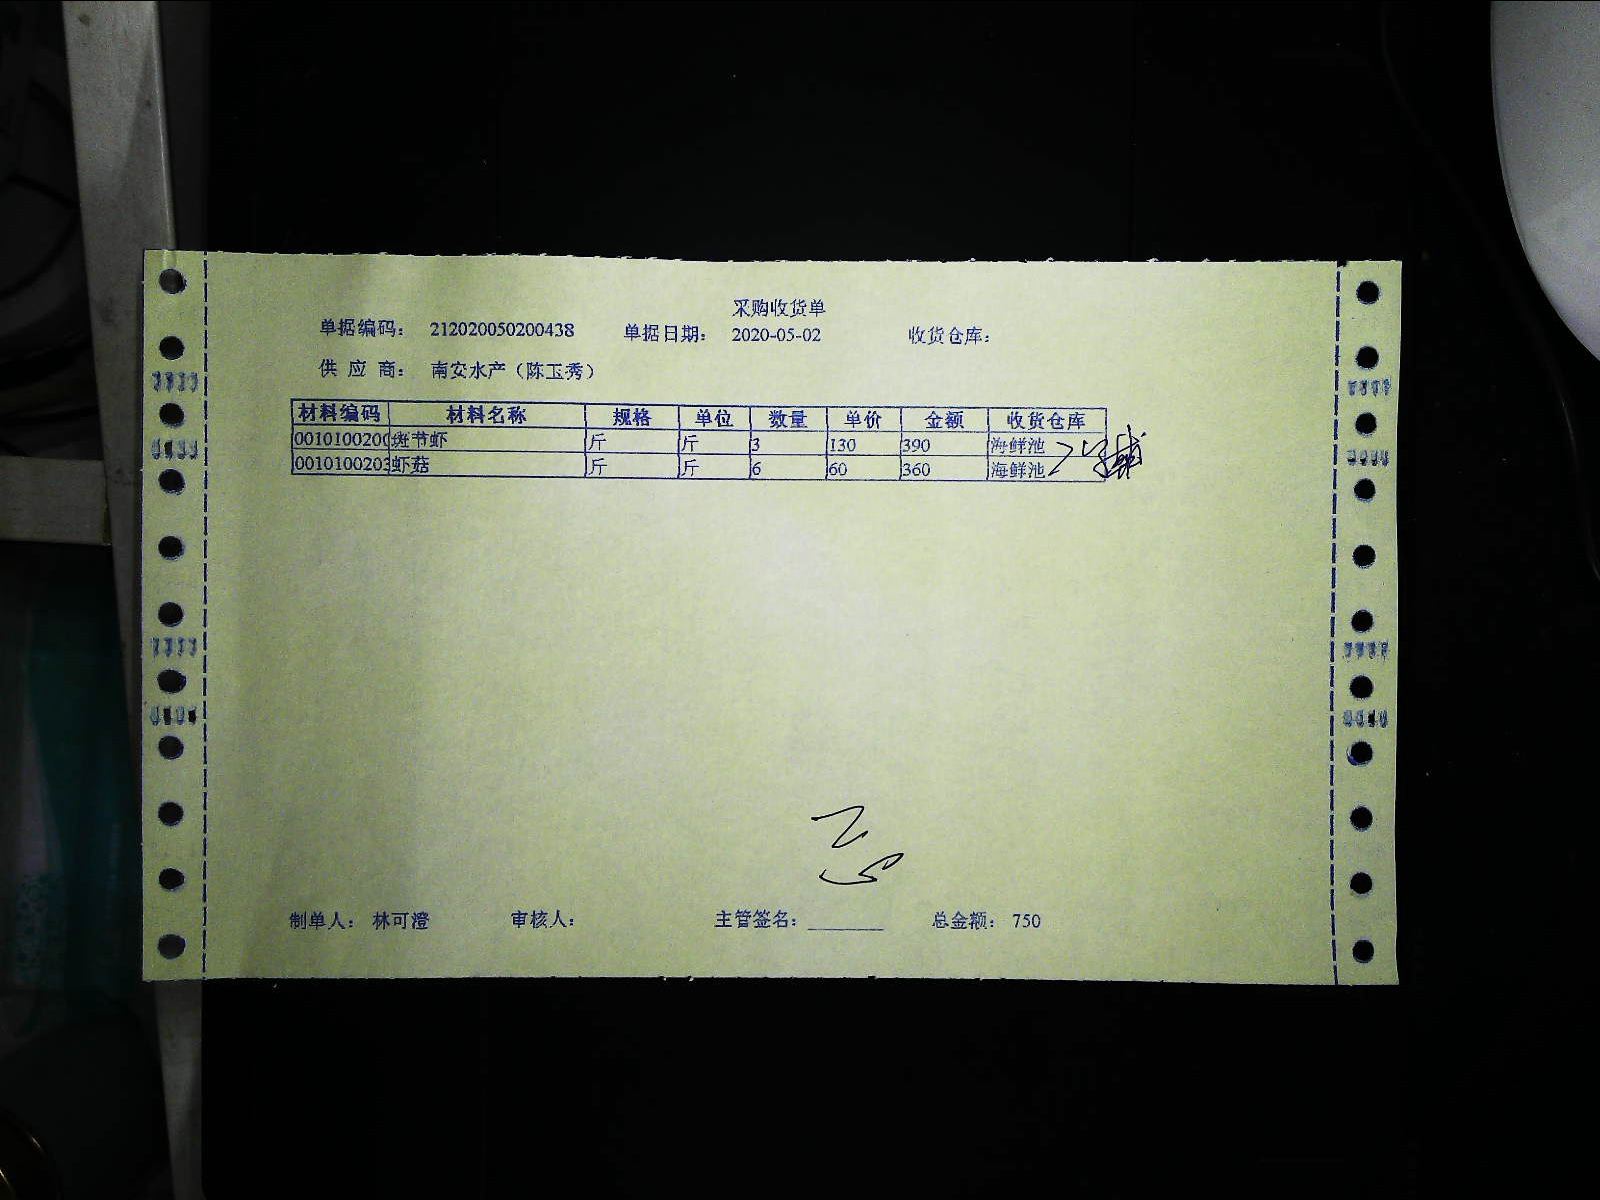 采购收货单
单据编码： 212020050200438 单据日期： 2020-05-02 收货仓库：
供应商： 南安水产（陈玉秀）
材料编码 材料名称 规格 单位 数量 单价 金额 收货仓库
0010100200 斑节虾 斤 斤 3 130 390 海鲜池
0010100203 虾菇 斤 斤 6 60 360 海鲜池
制单人： 林可澄 审核人： 主管签名： 总金额： 750